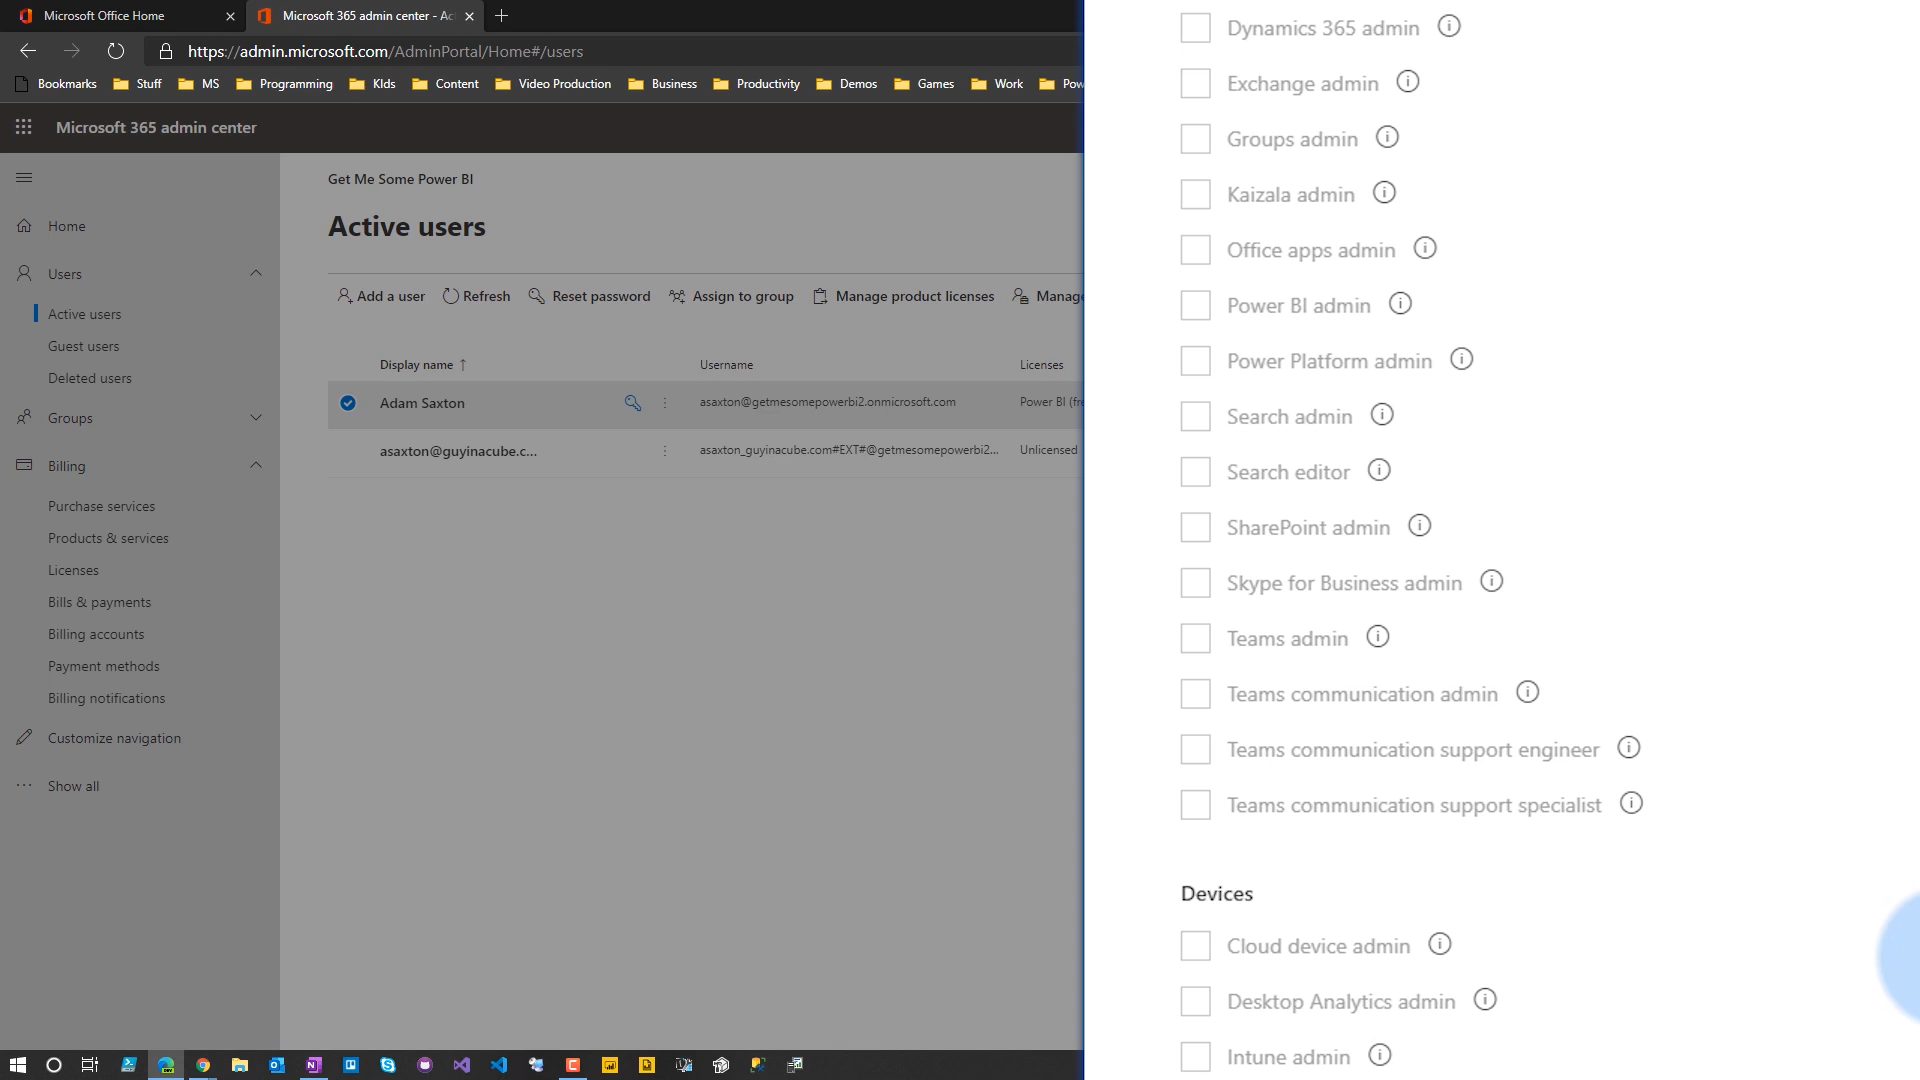 Microsoft Office Home
Microsoft 365 admin center - Ac
https://admin.microsoft.com/AdminPortal/Home#/users
Bookmarks
Stuff
MS
Programming
KIds
Content
Video Production
Business
Productivity
Demos
Games
Work
Pow
Microsoft 365 admin center
Home
Users
Active users
Guest users
Deleted users
Groups
Billing
Purchase services
Products & services
Licenses
Bills & payments
Billing accounts
Payment methods
Billing notifications
Customize navigation
Show all
Get Me Some Power BI
Active users
Add a user
Refresh
Reset password
Assign to group
Manage product licenses
Manage
Display name ↑
Username
Licenses
Adam Saxton
asaxton@getmesomepowerbi2.onmicrosoft.com
Power BI (fre
asaxton@guyinacube.c...
asaxton_guyinacube.com#EXT#@getmesomepowerbi2...
Unlicensed
Dynamics 365 admin
Exchange admin
Groups admin
Kaizala admin
Office apps admin
Power BI admin
Power Platform admin
Search admin
Search editor
SharePoint admin
Skype for Business admin
Teams admin
Teams communication admin
Teams communication support engineer
Teams communication support specialist
Devices
Cloud device admin
Desktop Analytics admin
Intune admin